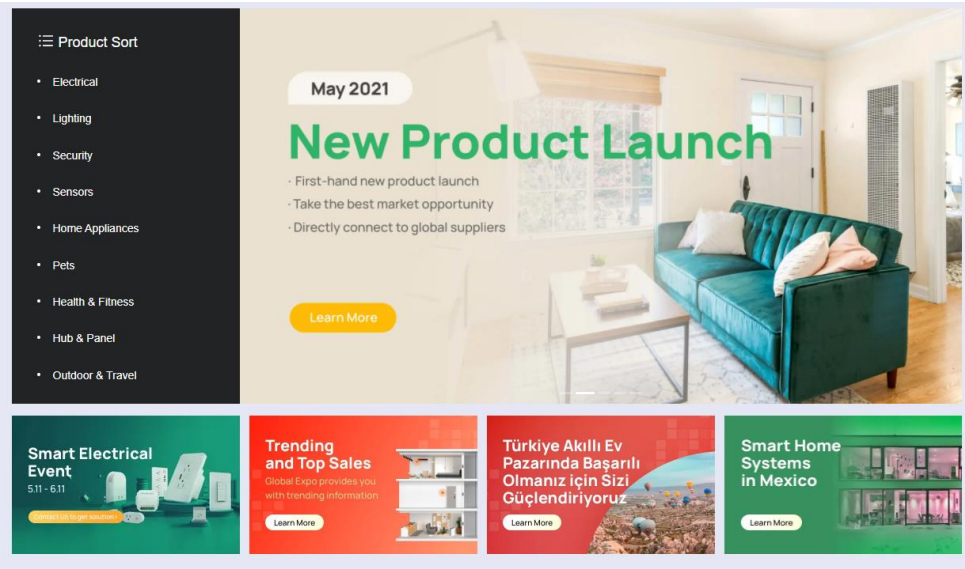 Product Sort
• Electrical
• Lighting
• Security
• Sensors
• Home Appliances
• Pets
• Health & Fitness
• Hub & Panel
• Outdoor & Travel
May 2021
New Product Launch
· First-hand new product launch
· Take the best market opportunity
· Directly connect to global suppliers
Learn More
Smart Electrical
Event
5.11 - 6.11
Contact us to get solution
Trending
and Top Sales
Global Expo provides you
with trending information
Learn More
Türkiye Akıllı Ev
Pazarında Başarılı
Olmanız için Sizi
Güçlendiriyoruz
Learn More
Smart Home
Systems
in Mexico
Learn More